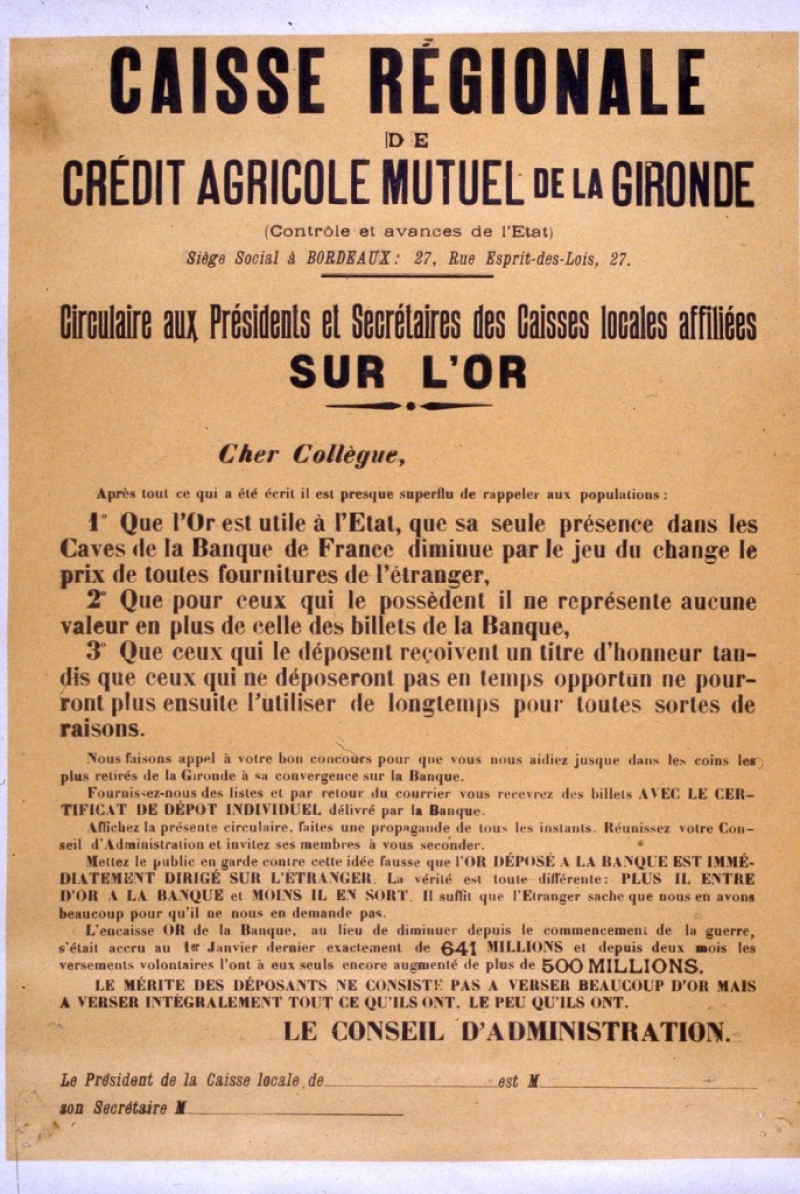 CAISSE RÉGIONALE
DE
CRÉDIT AGRICOLE MUTUEL DE LA GIRONDE
(Contrôle et avances de l'Etat)
Siège Social à BORDEAUX : 27, Rue Esprit-des-Lois, 27.
Circulaire aux Présidents et Secrétaires des Caisses locales affiliées
SUR L'OR
Cher Collègue,
Après tout ce qui a été écrit il est presque superflu de rappeler aux populations :
1° Que l'Or est utile à l'Etat, que sa seule présence dans les
Caves de la Banque de France diminue par le jeu du change le
prix de toutes fournitures de l'étranger,
2° Que pour ceux qui le possèdent il ne représente aucune
valeur en plus de celle des billets de la Banque,
3° Que ceux qui le déposent reçoivent un titre d'honneur tan-
dis que ceux qui ne déposeront pas en temps opportun ne pour-
ront plus ensuite l'utiliser de longtemps pour toutes sortes de
raisons.
Nous faisons appel à votre bon concours pour que vous nous aidiez jusque dans les coins les
plus retirés de la Gironde à sa convergence sur la Banque.
Fournissez-nous des listes et par retour du courrier vous recevrez des billets AVEC LE CER-
TIFICAT DE DÉPOT INDIVIDUEL délivré par la Banque.
Affichez la présente circulaire, faites une propagande de tous les instants. Réunissez votre Con-
seil d'Administration et invitez ses membres à vous seconder.
Mettez le public en garde contre cette idée fausse que l'OR DÉPOSÉ A LA BANQUE EST IMMÉ-
DIATEMENT DIRIGÉ SUR L'ÉTRANGER. La vérité est toute différente : PLUS IL ENTRE
D'OR A LA BANQUE et MOINS IL EN SORT. Il suffit que l'Etranger sache que nous en avons
beaucoup pour qu'il ne nous en demande pas.
L'encaisse OR de la Banque, au lieu de diminuer depuis le commencement de la guerre,
s'était accru au 1er Janvier dernier exactement de 641 MILLIONS et depuis deux mois les
versements volontaires l'ont à eux seuls encore augmenté de plus de 500 MILLIONS.
LE MÉRITE DES DÉPOSANTS NE CONSISTE PAS A VERSER BEAUCOUP D'OR MAIS
A VERSER INTÉGRALEMENT TOUT CE QU'ILS ONT. LE PEU QU'ILS ONT.
LE CONSEIL D'ADMINISTRATION.
Le Président de la Caisse locale de est M
son Secrétaire M